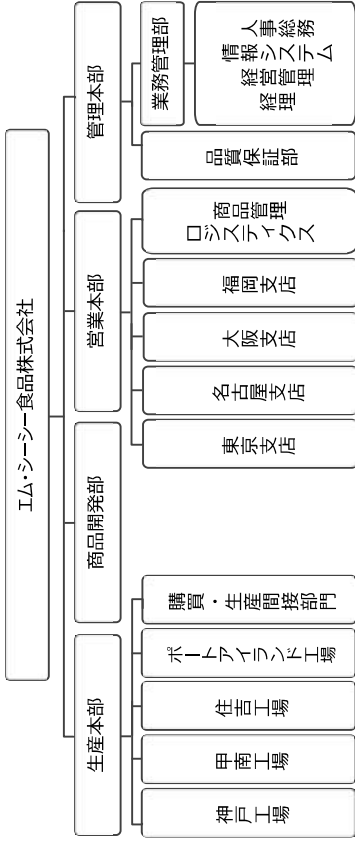 エム・シーシー食品株式会社
生産本部
商品開発部
営業本部
管理本部
神戸工場
甲南工場
住吉工場
ポートアイランド工場
購買・生産間接部門
東京支店
名古屋支店
大阪支店
福岡支店
商品管理
ロジスティクス
品質保証部
業務管理部
人事総務
情報システム
経営管理
経理